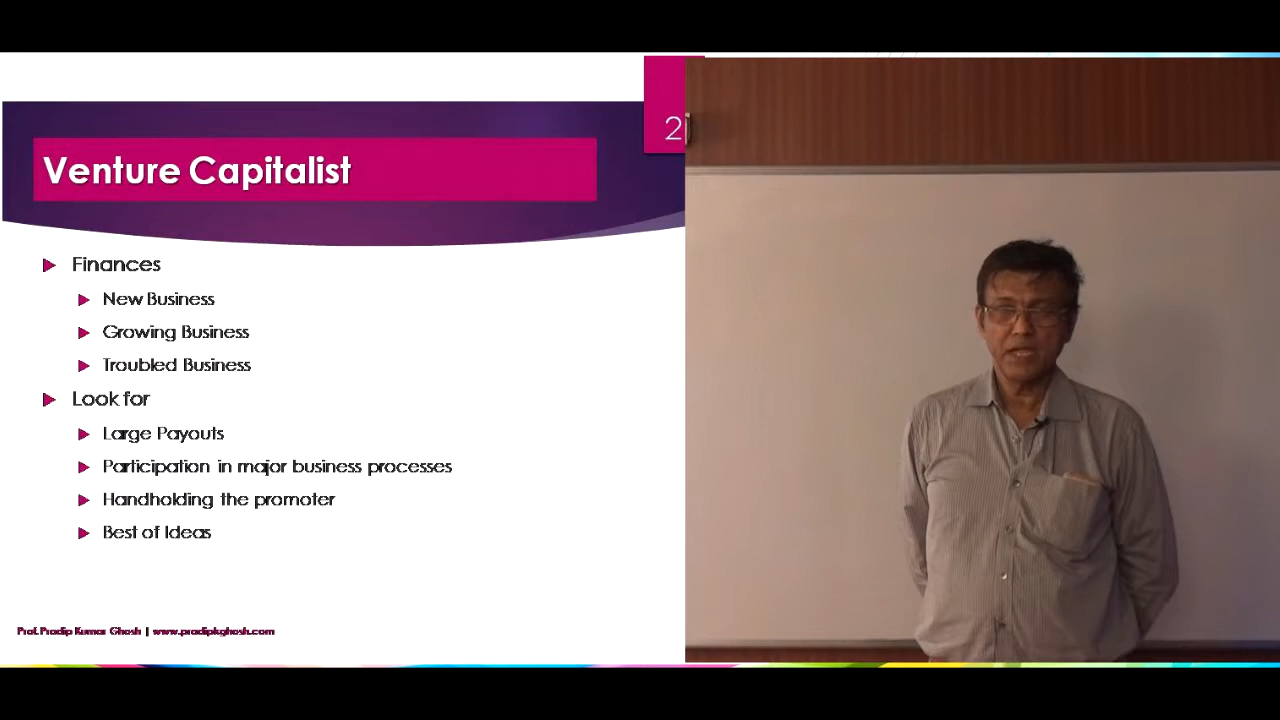 2
Venture Capitalist
Finances
New Business
Growing Business
Troubled Business
Look for
Large Payouts
Participation in major business processes
Handholding the promoter
Best of Ideas
Prof. Pradip Kumar Ghosh | www.pradipkghosh.com